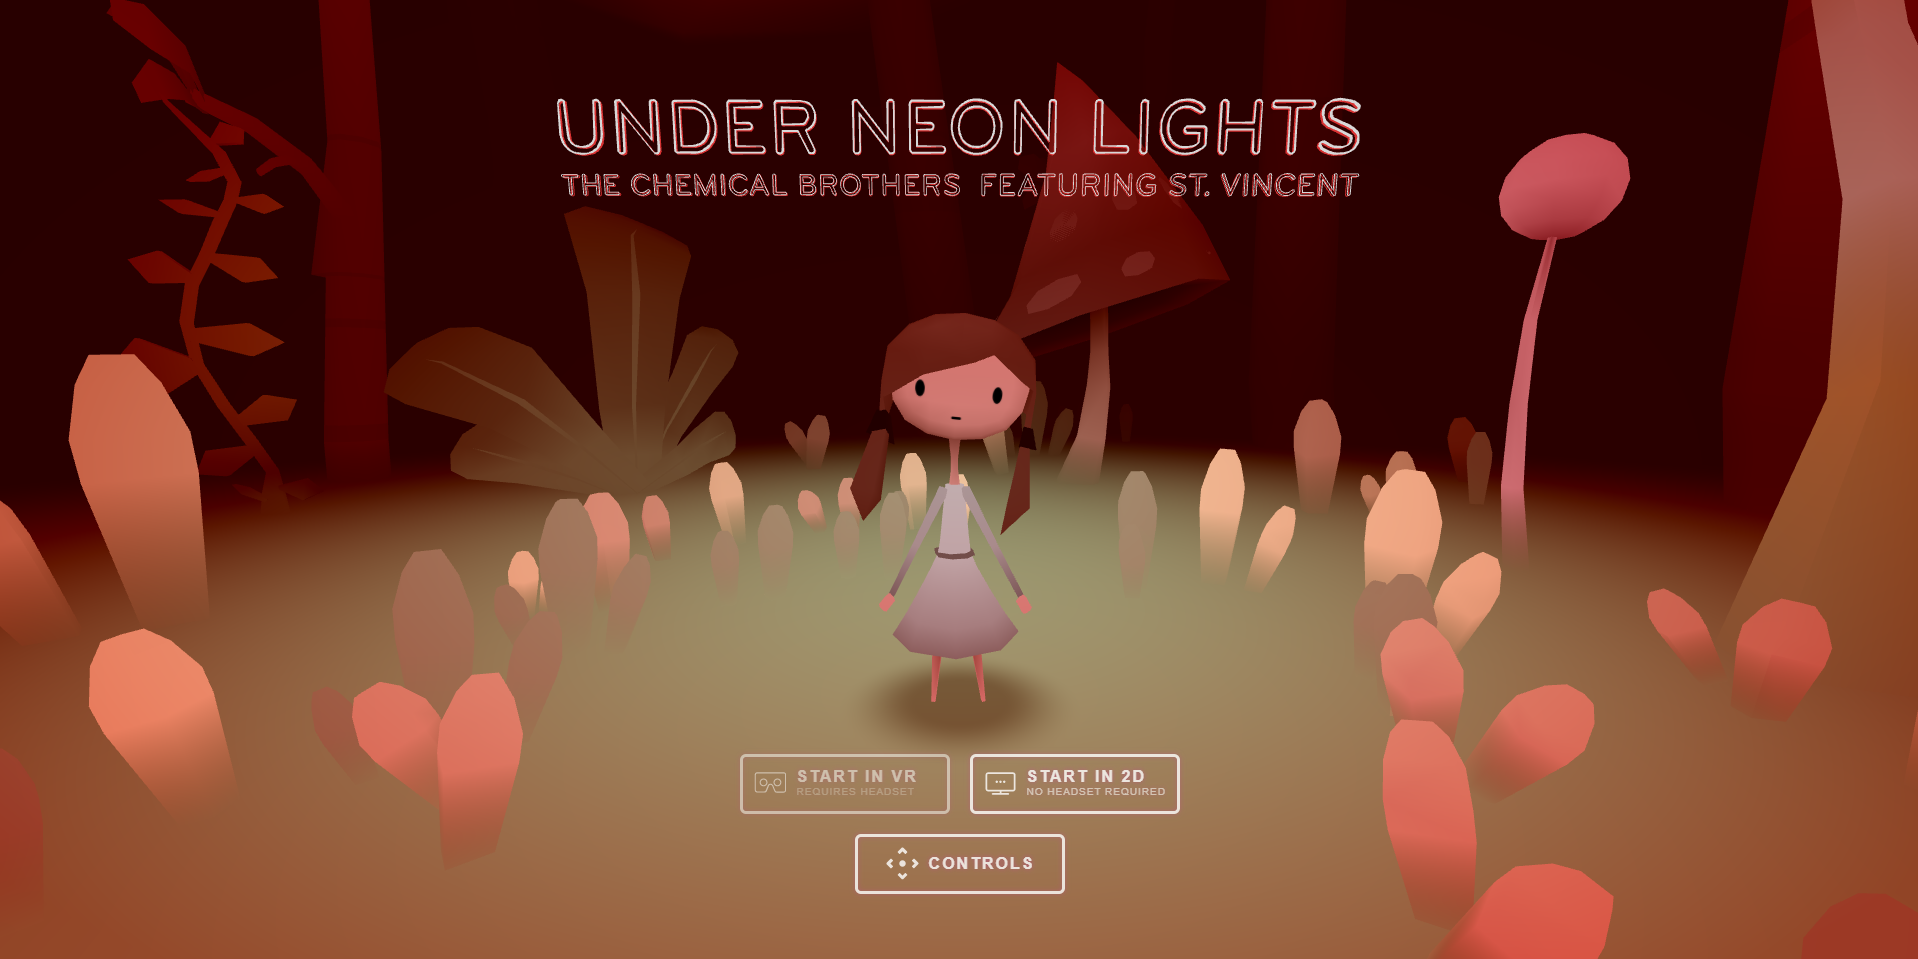 UNDER NEON LIGHTS
THE CHEMICAL BROTHERS FEATURING ST. VINCENT
START IN VR
REQUIRES HEADSET
START IN 2D
NO HEADSET REQUIRED
CONTROLS